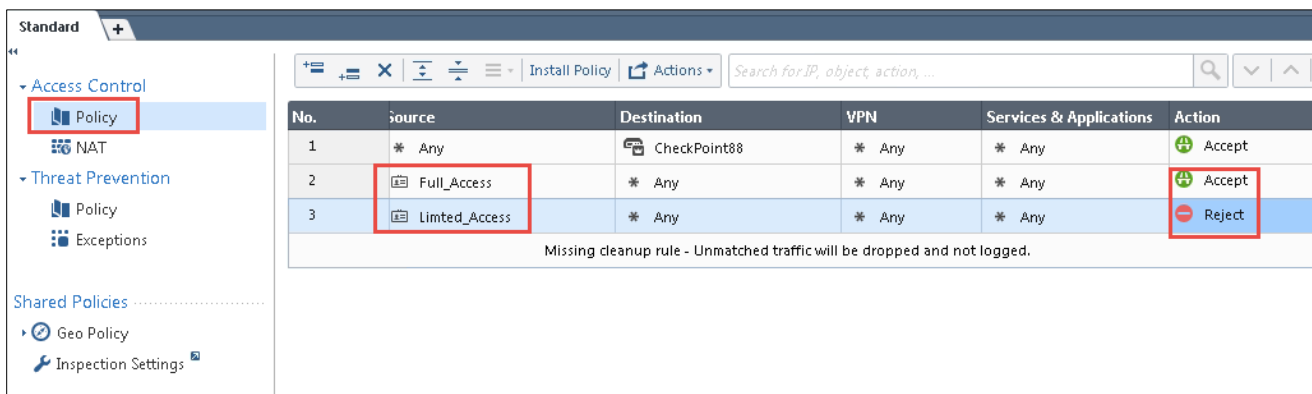 Standard +
Access Control
Policy
NAT
Threat Prevention
Policy
Exceptions
Shared Policies
Geo Policy
Inspection Settings
Install Policy Actions Search for IP, object, action, ...
No. Source Destination VPN Services & Applications Action
1 * Any CheckPoint88 * Any * Any Accept
2 Full_Access * Any * Any * Any Accept
3 Limted_Access * Any * Any * Any Reject
Missing cleanup rule - Unmatched traffic will be dropped and not logged.